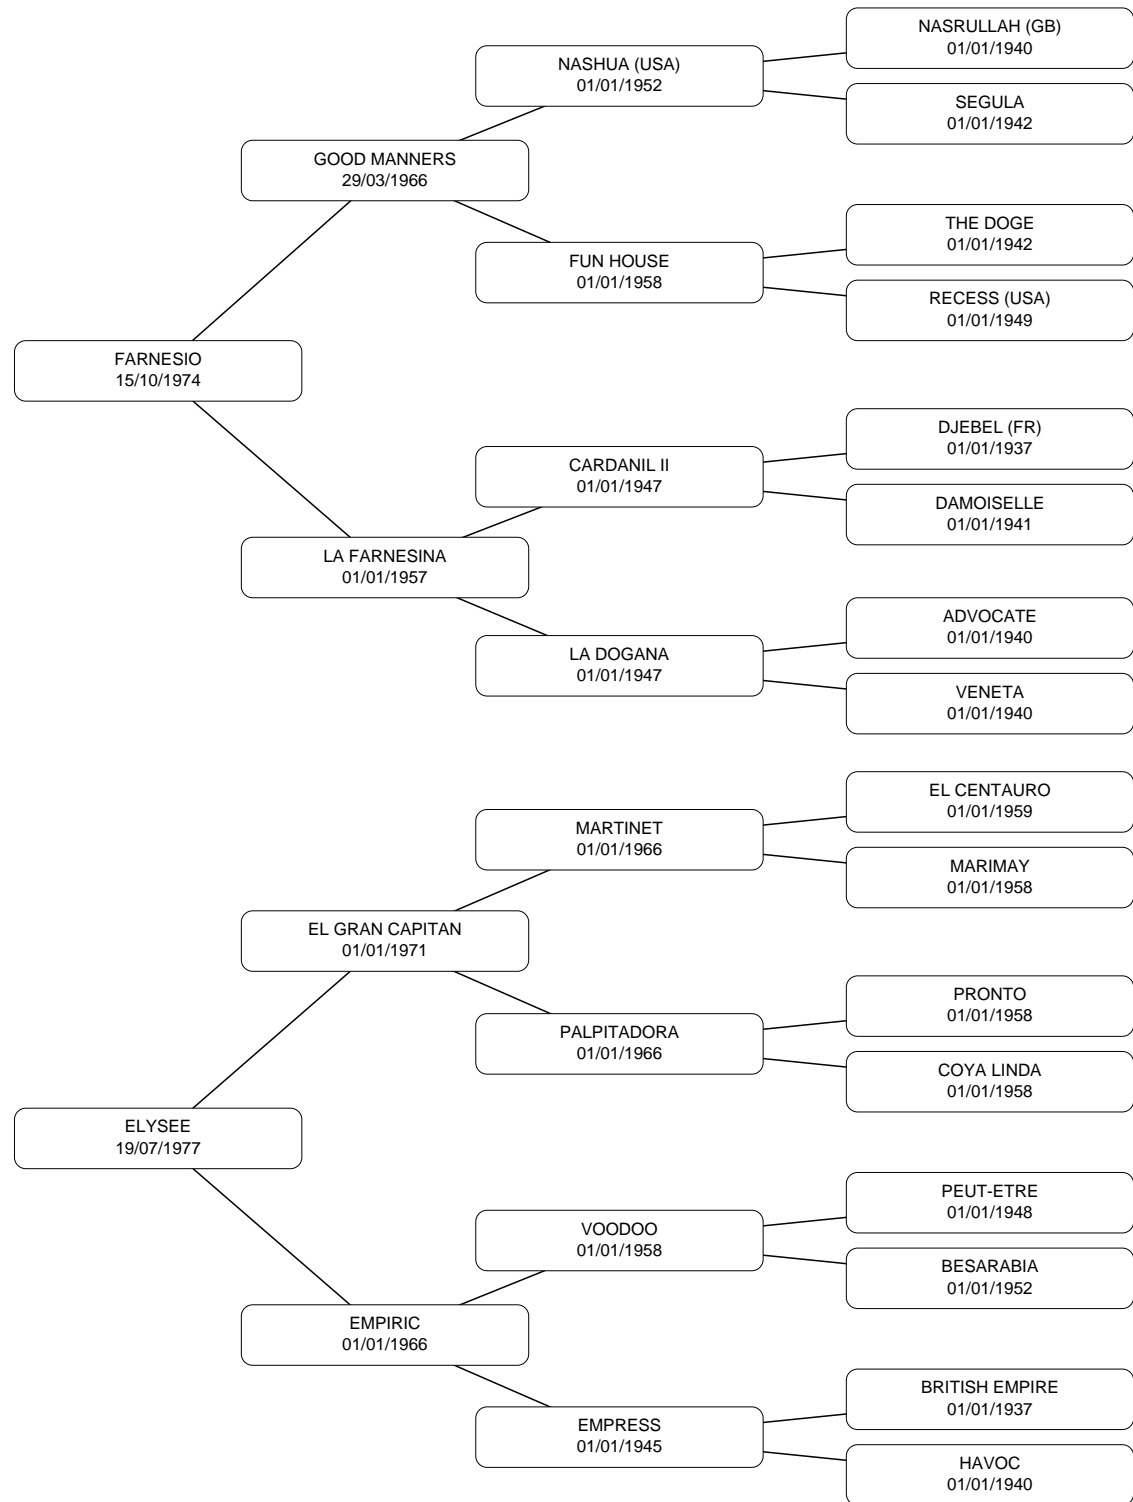 NASRULLAH (GB)
01/01/1940
NASHUA (USA)
01/01/1952
SEGULA
01/01/1942
GOOD MANNERS
29/03/1966
THE DOGE
01/01/1942
FUN HOUSE
01/01/1958
RECESS (USA)
01/01/1949
FARNESIO
15/10/1974
DJEBEL (FR)
01/01/1937
CARDANIL II
01/01/1947
DAMOISELLE
01/01/1941
LA FARNESINA
01/01/1957
ADVOCATE
01/01/1940
LA DOGANA
01/01/1947
VENETA
01/01/1940
EL CENTAURO
01/01/1959
MARTINET
01/01/1966
MARIMAY
01/01/1958
EL GRAN CAPITAN
01/01/1971
PRONTO
01/01/1958
PALPITADORA
01/01/1966
COYA LINDA
01/01/1958
ELYSEE
19/07/1977
PEUT-ETRE
01/01/1948
VOODOO
01/01/1958
BESARABIA
01/01/1952
EMPIRIC
01/01/1966
BRITISH EMPIRE
01/01/1937
EMPRESS
01/01/1945
HAVOC
01/01/1940